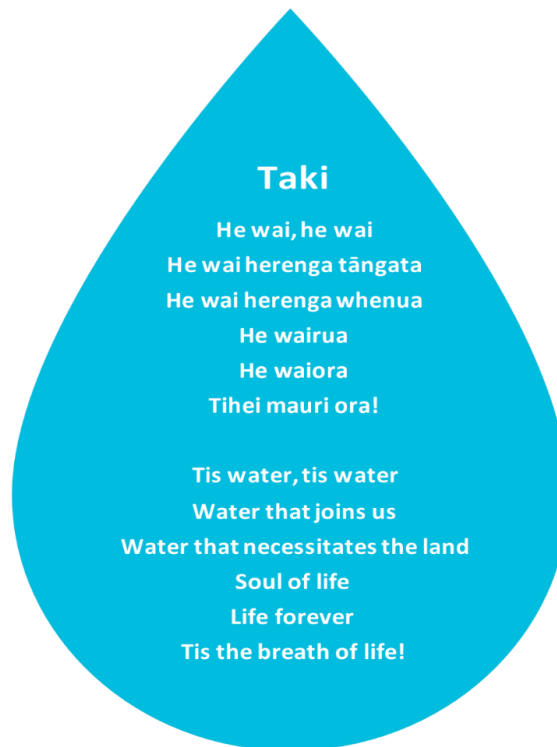 Taki
He wai, he wai
He wai herenga tāngata
He wai herenga whenua
He wairua
He waiora
Tihei mauri ora!
Tis water, tis water
Water that joins us
Water that necessitates the land
Soul of life
Life forever
Tis the breath of life!